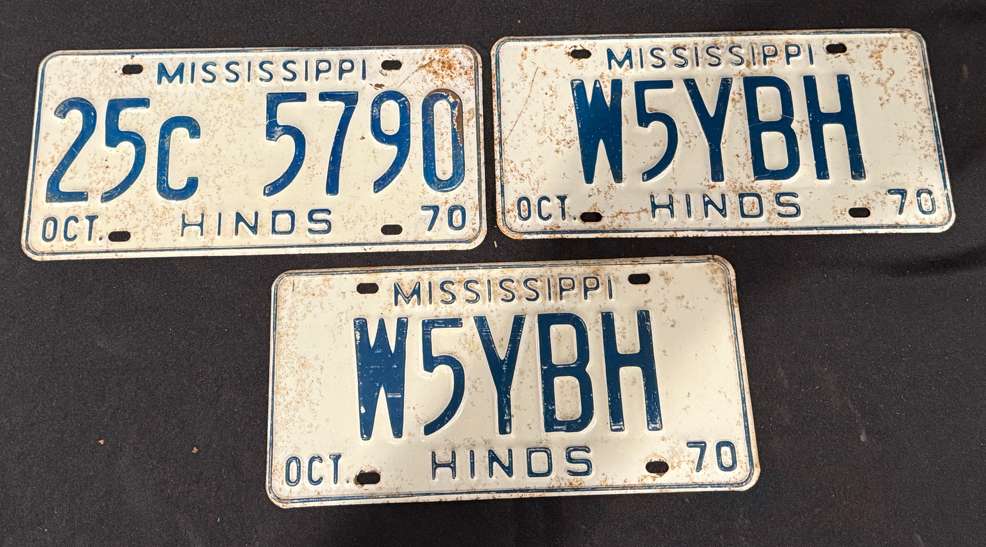 MISSISSIPPI
25C 5790
OCT. HINDS 70
MISSISSIPPI
W5YBH
OCT. HINDS 70
MISSISSIPPI
W5YBH
OCT. HINDS 70